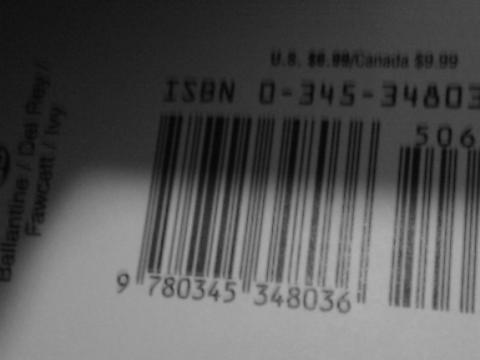 U.S. $6.99/Canada $9.99
ISBN 0-345-34803
506
9 780345 348036
Ballantine / Del Rey /
Fawcett / Ivy